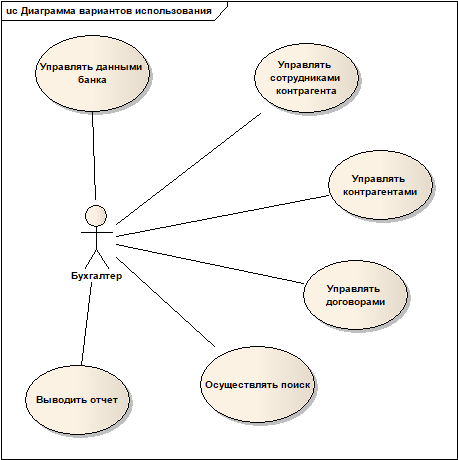 uc Диаграмма вариантов использования
Управлять данными
банка
Управлять
сотрудниками
контрагента
Управлять
контрагентами
Бухгалтер
Управлять
договорами
Осуществлять поиск
Выводить отчет